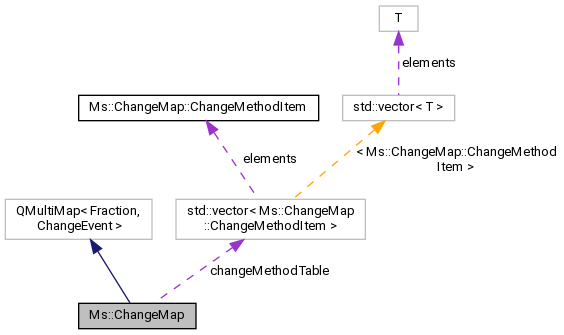 T
elements
Ms::ChangeMap::ChangeMethodItem
std::vector< T >
elements
< Ms::ChangeMap::ChangeMethod
Item >
QMultiMap< Fraction,
ChangeEvent >
std::vector< Ms::ChangeMap
::ChangeMethodItem >
changeMethodTable
Ms::ChangeMap